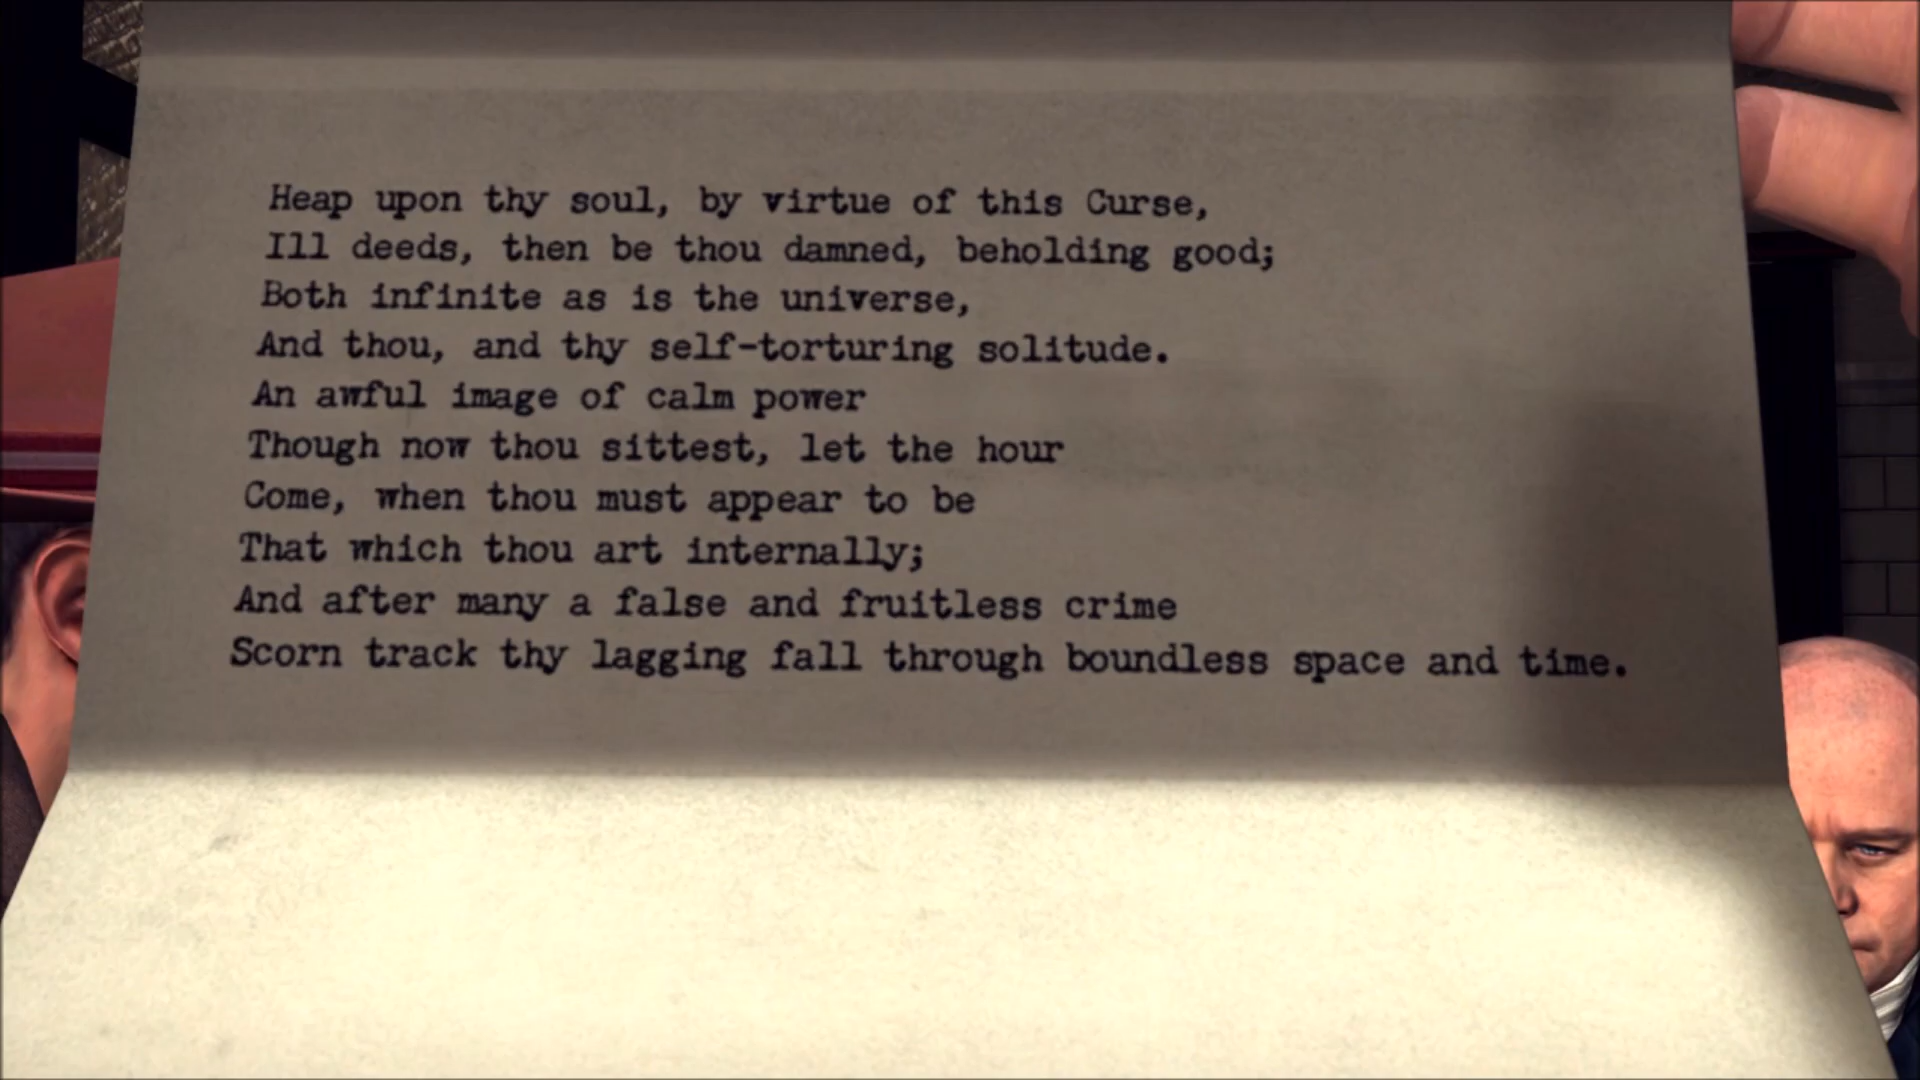 Heap upon thy soul, by virtue of this Curse,
Ill deeds, then be thou damned, beholding good;
Both infinite as is the universe,
And thou, and thy self-torturing solitude.
An awful image of calm power
Though now thou sittest, let the hour
Come, when thou must appear to be
That which thou art internally;
And after many a false and fruitless crime
Scorn track thy lagging fall through boundless space and time.